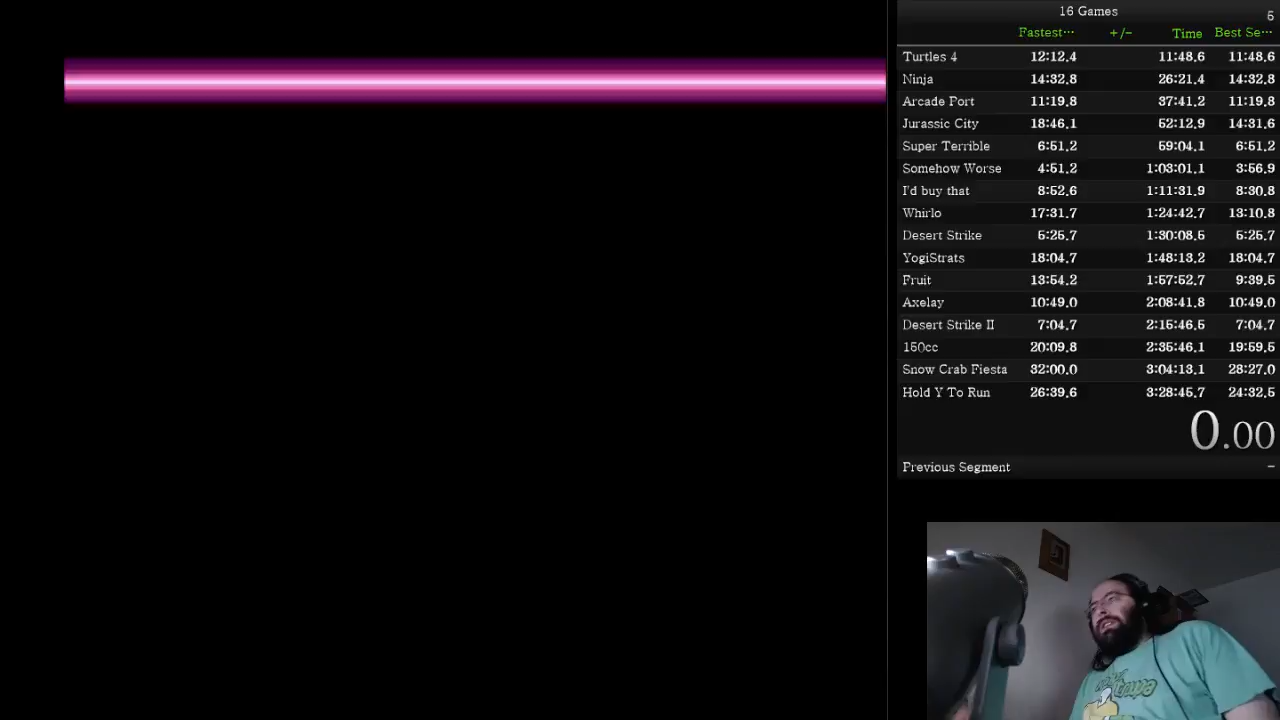 16 Games
5
Fastest… +/- Time Best Se…
Turtles 4 12:12.4 11:48.6 11:48.6
Ninja 14:32.8 26:21.4 14:32.8
Arcade Port 11:19.8 37:41.2 11:19.8
Jurassic City 18:46.1 52:12.9 14:31.6
Super Terrible 6:51.2 59:04.1 6:51.2
Somehow Worse 4:51.2 1:03:01.1 3:56.9
I'd buy that 8:52.6 1:11:31.9 8:30.8
Whirlo 17:31.7 1:24:42.7 13:10.8
Desert Strike 5:25.7 1:30:08.5 5:25.7
YogiStrats 18:04.7 1:48:13.2 18:04.7
Fruit 13:54.2 1:57:52.7 9:39.5
Axelay 10:49.0 2:08:41.8 10:49.0
Desert Strike II 7:04.7 2:15:46.5 7:04.7
150cc 20:09.8 2:35:46.1 19:59.5
Snow Crab Fiesta 32:00.0 3:04:13.1 28:27.0
Hold Y To Run 26:39.6 3:28:45.7 24:32.5
0.00
Previous Segment –